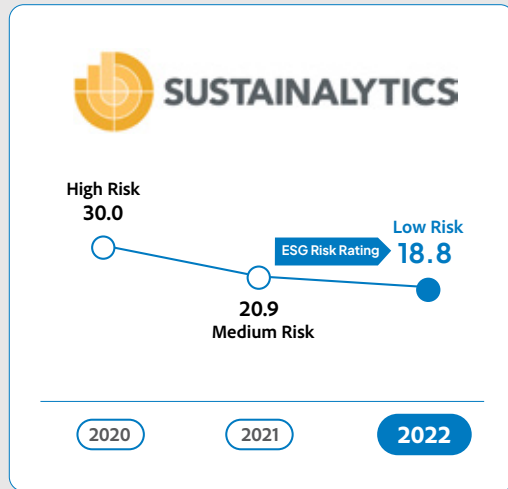 SUSTAINALYTICS
High Risk
30.0
Low Risk
ESG Risk Rating
18.8
20.9
Medium Risk
2020
2021
2022